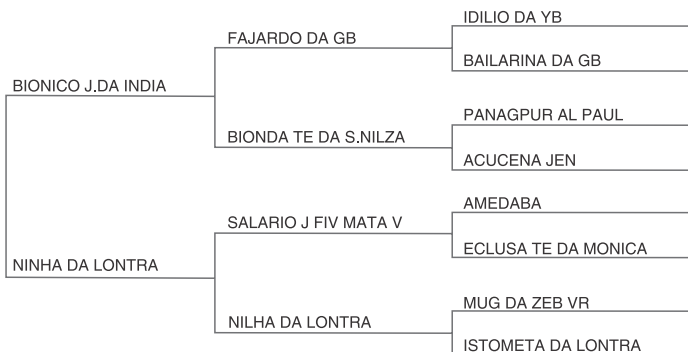 IDILIO DA YB
FAJARDO DA GB
BAILARINA DA GB
BIONICO J.DA INDIA
PANAGPUR AL PAUL
BIONDA TE DA S.NILZA
ACUCENA JEN
AMEDABA
SALARIO J FIV MATA V
ECLUSA TE DA MONICA
NINHA DA LONTRA
MUG DA ZEB VR
NILHA DA LONTRA
ISTOMETA DA LONTRA